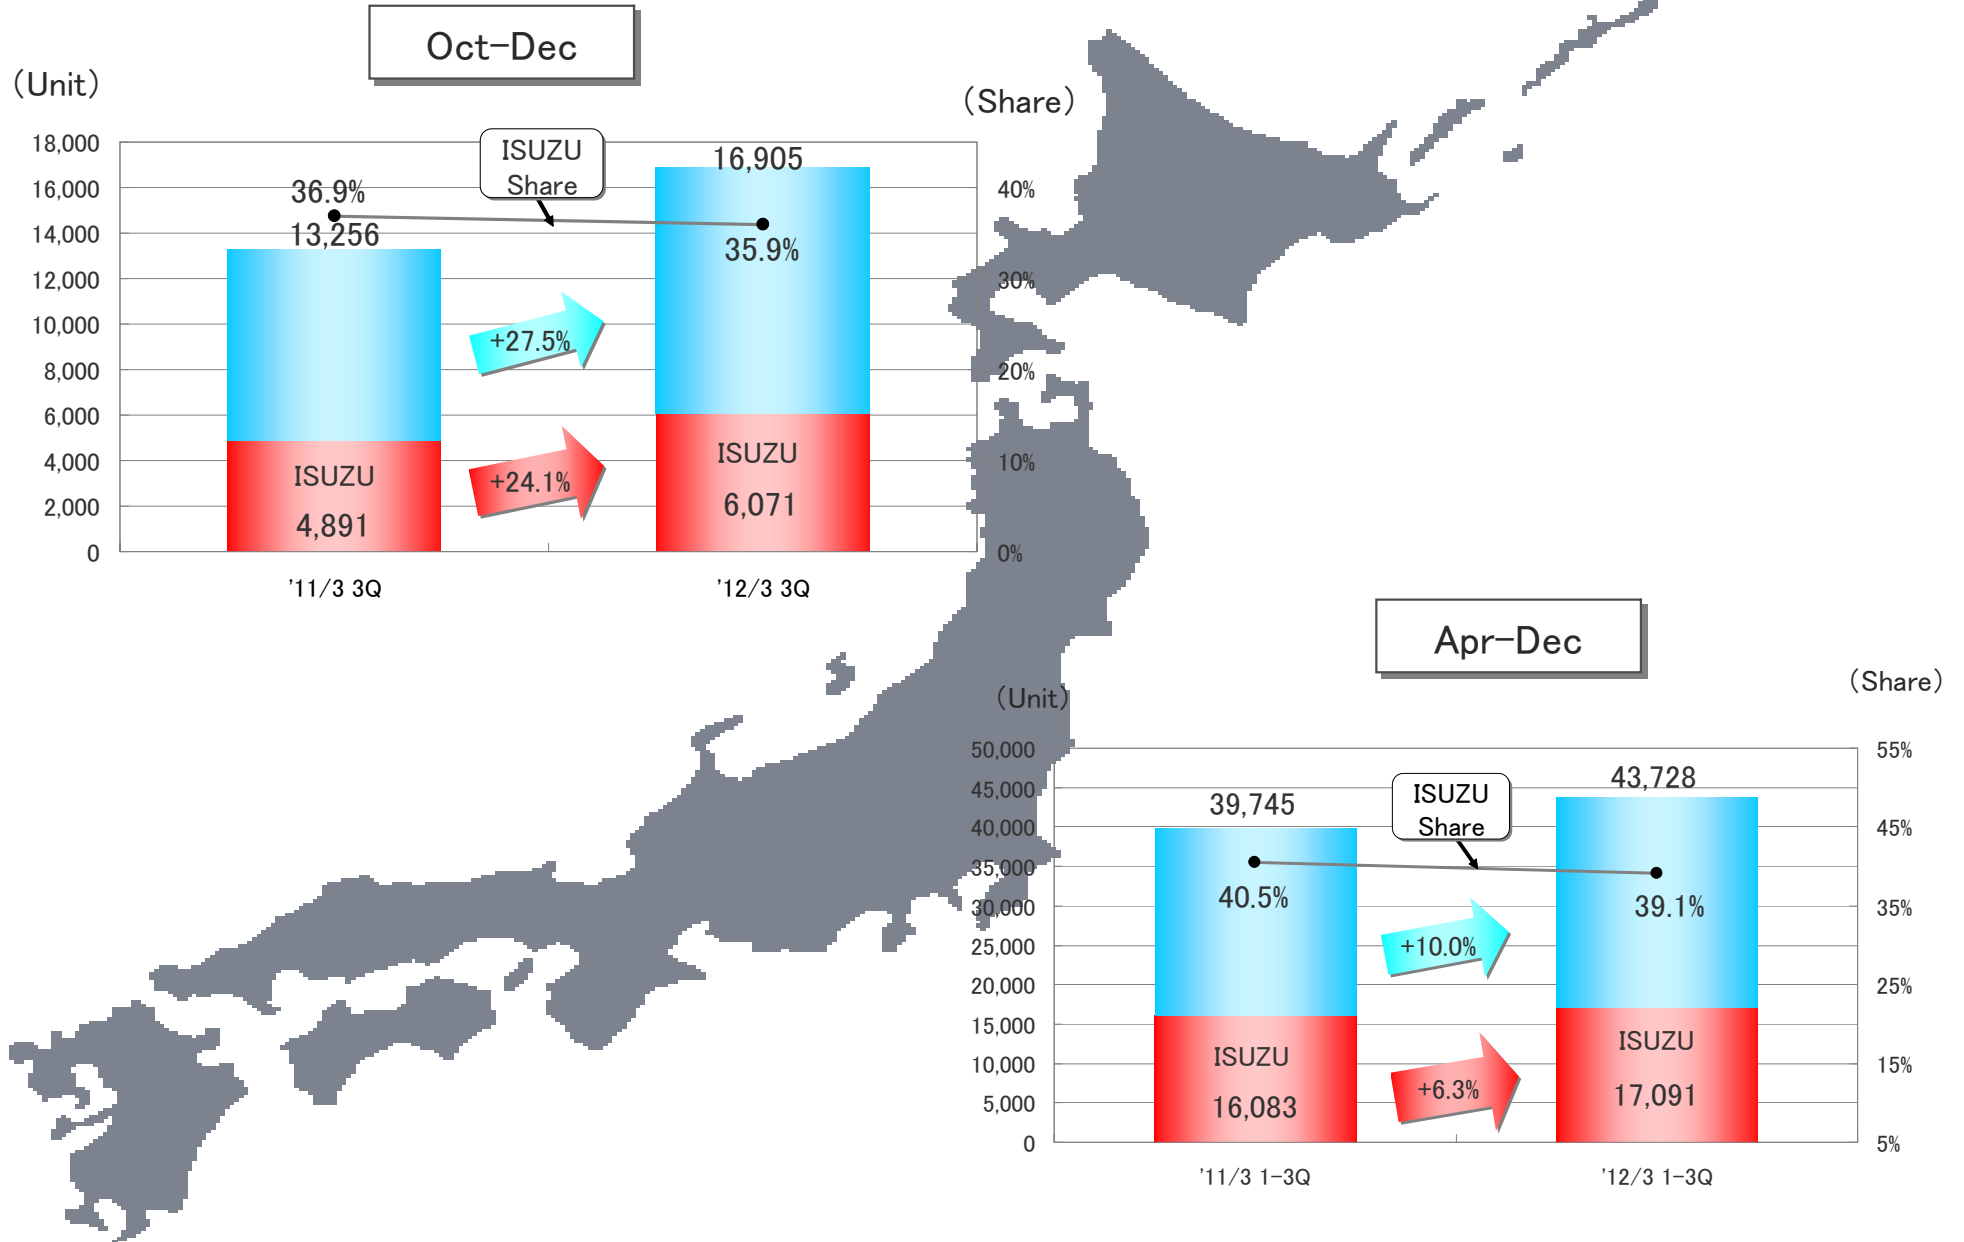 Oct-Dec
(Unit)
(Share)
18,000
16,000
14,000
12,000
10,000
8,000
6,000
4,000
2,000
0
40%
30%
20%
10%
0%
ISUZU
Share
36.9%
13,256
16,905
35.9%
+27.5%
+24.1%
ISUZU
4,891
ISUZU
6,071
'11/3 3Q
'12/3 3Q
Apr-Dec
(Unit)
(Share)
50,000
45,000
40,000
35,000
30,000
25,000
20,000
15,000
10,000
5,000
0
55%
45%
35%
25%
15%
5%
39,745
ISUZU
Share
43,728
40.5%
39.1%
+10.0%
+6.3%
ISUZU
16,083
ISUZU
17,091
'11/3 1-3Q
'12/3 1-3Q